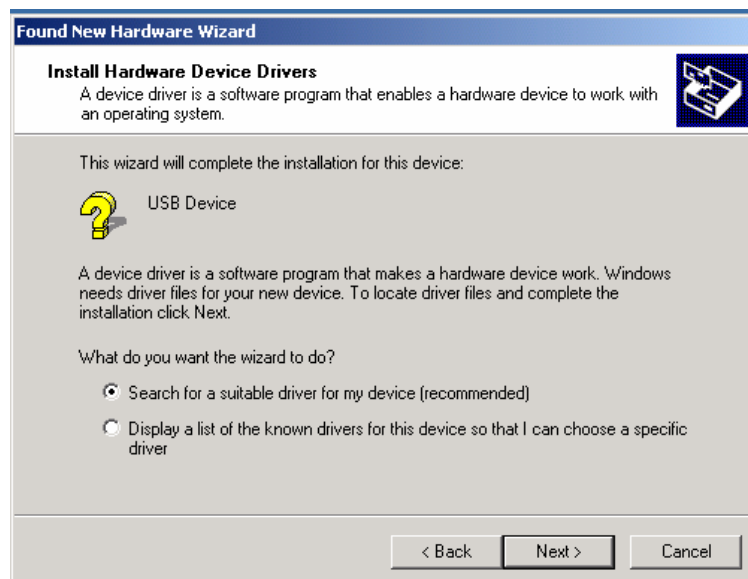 Found New Hardware Wizard
Install Hardware Device Drivers
A device driver is a software program that enables a hardware device to work with
an operating system.
This wizard will complete the installation for this device:
USB Device
A device driver is a software program that makes a hardware device work. Windows
needs driver files for your new device. To locate driver files and complete the
installation click Next.
What do you want the wizard to do?
Search for a suitable driver for my device (recommended)
Display a list of the known drivers for this device so that I can choose a specific
driver
< Back Next > Cancel